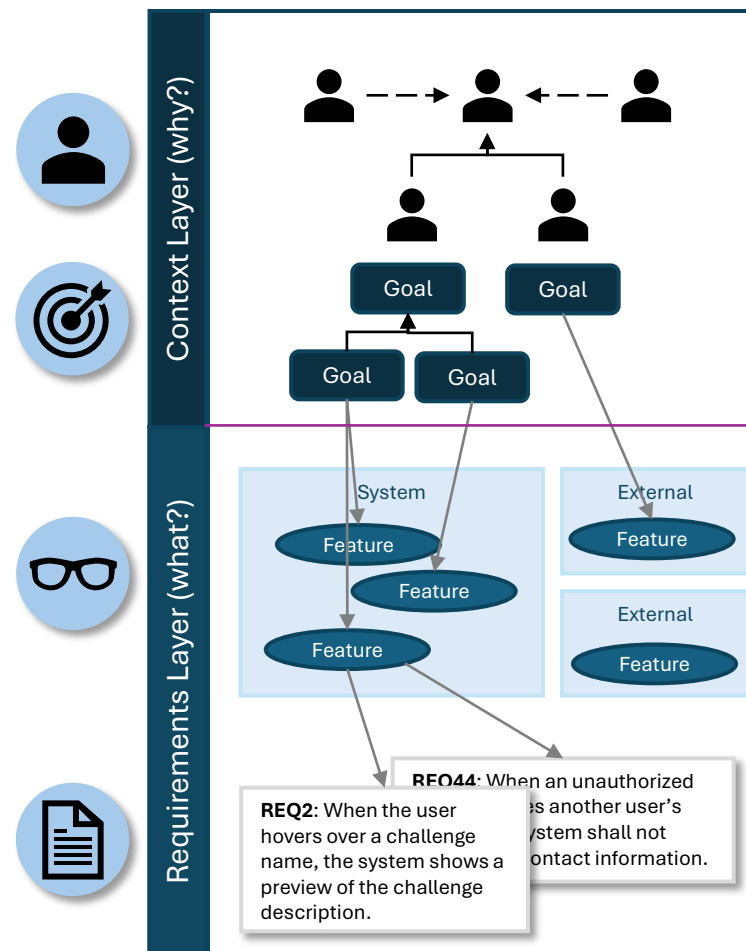 Context Layer (why?)
Goal
Goal
Goal
Goal
Requirements Layer (what?)
System
External
Feature
Feature
Feature
Feature
External
Feature
REQ44: When an unauthorized
es another user's
ystem shall not
ontact information.
REQ2: When the user
hovers over a challenge
name, the system shows a
preview of the challenge
description.